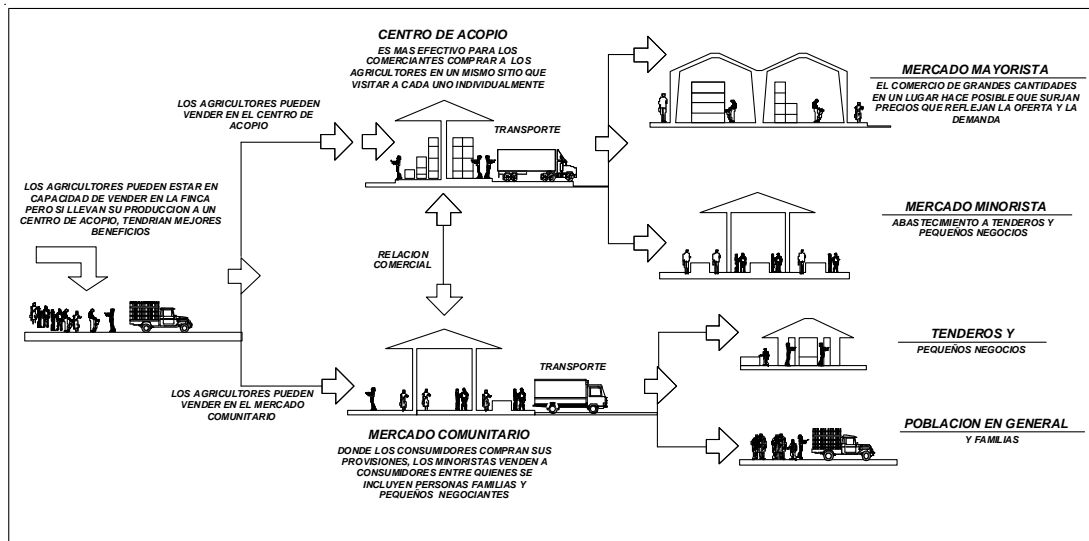 CENTRO DE ACOPIO
ES MAS EFECTIVO PARA LOS
COMERCIANTES COMPRAR A LOS
AGRICULTORES EN UN MISMO SITIO QUE
VISITAR A CADA UNO INDIVIDUALMENTE
MERCADO MAYORISTA
EL COMERCIO DE GRANDES CANTIDADES
EN UN LUGAR HACE POSIBLE QUE SURJAN
PRECIOS QUE REFLEJAN LA OFERTA Y LA
DEMANDA
LOS AGRICULTORES PUEDEN
VENDER EN EL CENTRO DE
ACOPIO
TRANSPORTE
LOS AGRICULTORES PUEDEN ESTAR EN
CAPACIDAD DE VENDER EN LA FINCA
PERO SI LLEVAN SU PRODUCCION A UN
CENTRO DE ACOPIO, TENDRIAN MEJORES
BENEFICIOS
MERCADO MINORISTA
ABASTECIMIENTO A TENDEROS Y
PEQUEÑOS NEGOCIOS
RELACION
COMERCIAL
TENDEROS Y
PEQUEÑOS NEGOCIOS
TRANSPORTE
LOS AGRICULTORES PUEDEN
VENDER EN EL MERCADO
COMUNITARIO
MERCADO COMUNITARIO
DONDE LOS CONSUMIDORES COMPRAN SUS
PROVISIONES, LOS MINORISTAS VENDEN A
CONSUMIDORES ENTRE QUIENES SE
INCLUYEN PERSONAS FAMILIAS Y
PEQUEÑOS NEGOCIANTES
POBLACION EN GENERAL
Y FAMILIAS